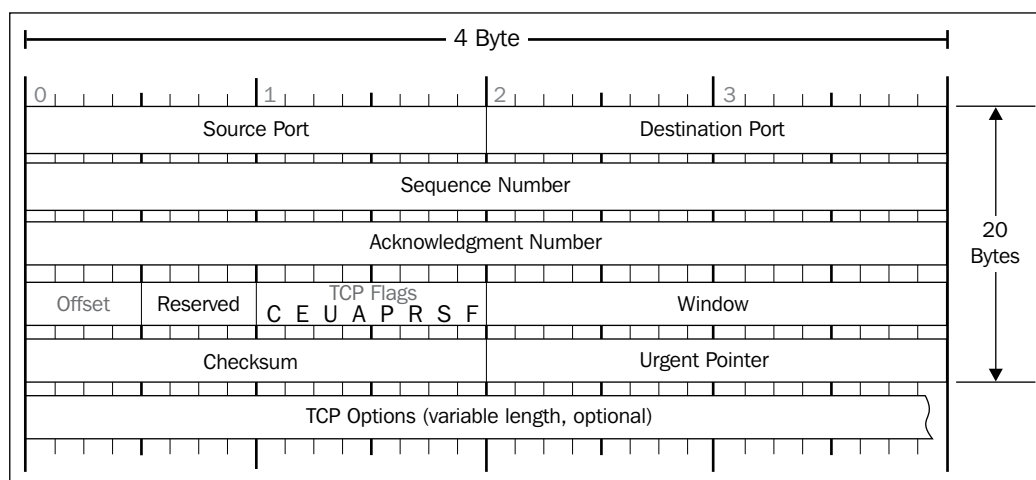 4 Byte
0 1 2 3
Source Port Destination Port
Sequence Number
Acknowledgment Number
20
Bytes
Offset Reserved TCP Flags Window
C E U A P R S F
Checksum Urgent Pointer
TCP Options (variable length, optional)